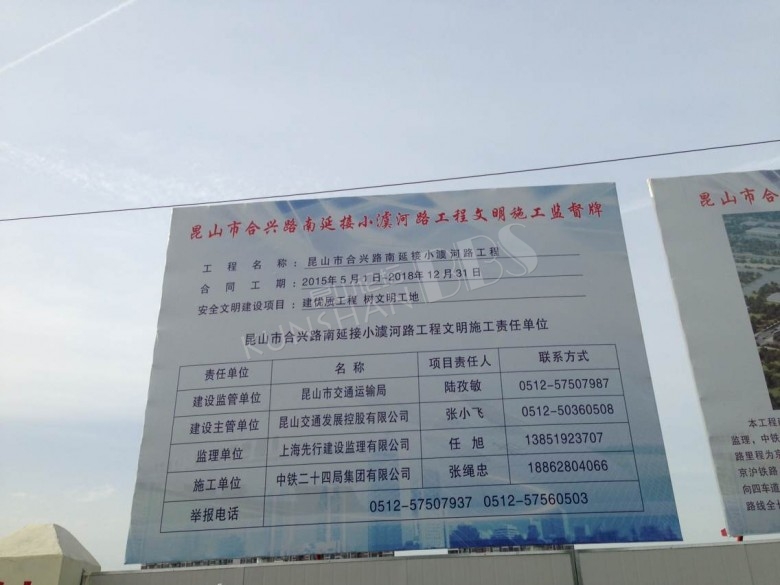 昆山市合兴路南延接小澞河路工程文明施工监督牌
工 程 名 称： 昆山市合兴路南延接小澞河路工程
合 同 工 期： 2015年5月1日-2018年12月31日
安全文明建设项目： 建优质工程 树文明工地
昆山市合兴路南延接小澞河路工程文明施工责任单位
责任单位 名 称 项目责任人 联系方式
建设监管单位 昆山市交通运输局 陆孜敏 0512-57507987
建设主管单位 昆山交通发展控股有限公司 张小飞 0512-50360508
监理单位 上海先行建设监理有限公司 任 旭 13851923707
施工单位 中铁二十四局集团有限公司 张绳忠 18862804066
举报电话 0512-57507937 0512-57560503
KUNSHAN BBS
昆山市合
本工程
监理，中铁
路里程为京
京沪铁路
向四车道
路线全长